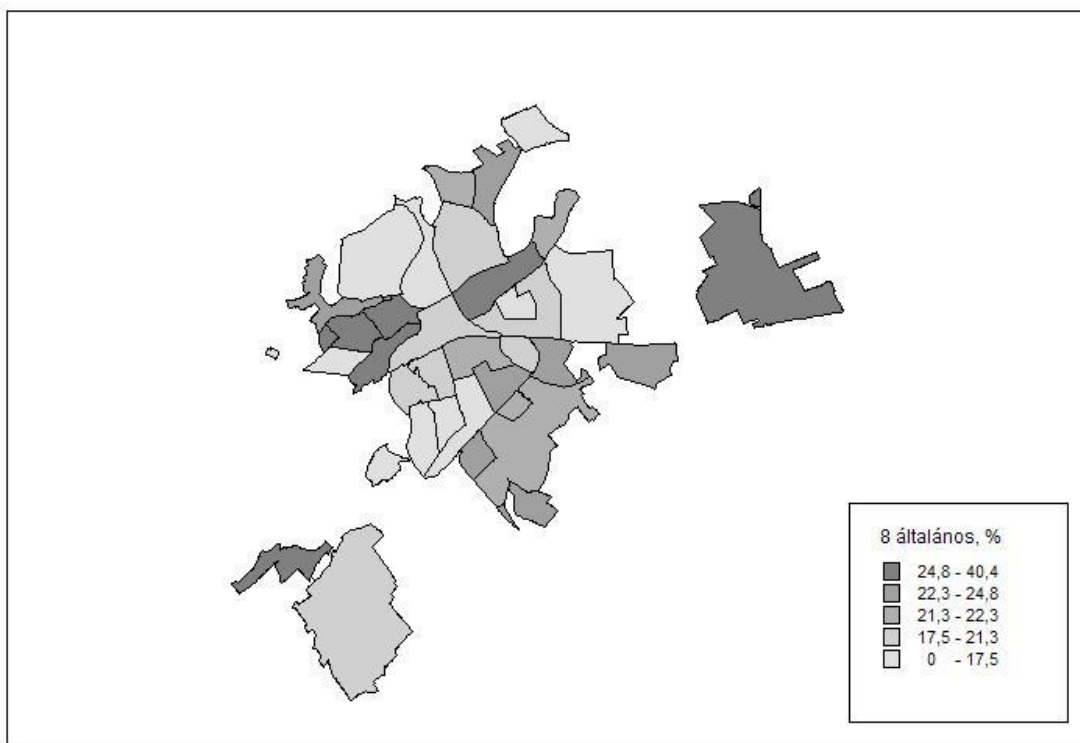 8 általános, %
24,8 - 40,4
22,3 - 24,8
21,3 - 22,3
17,5 - 21,3
0 - 17,5